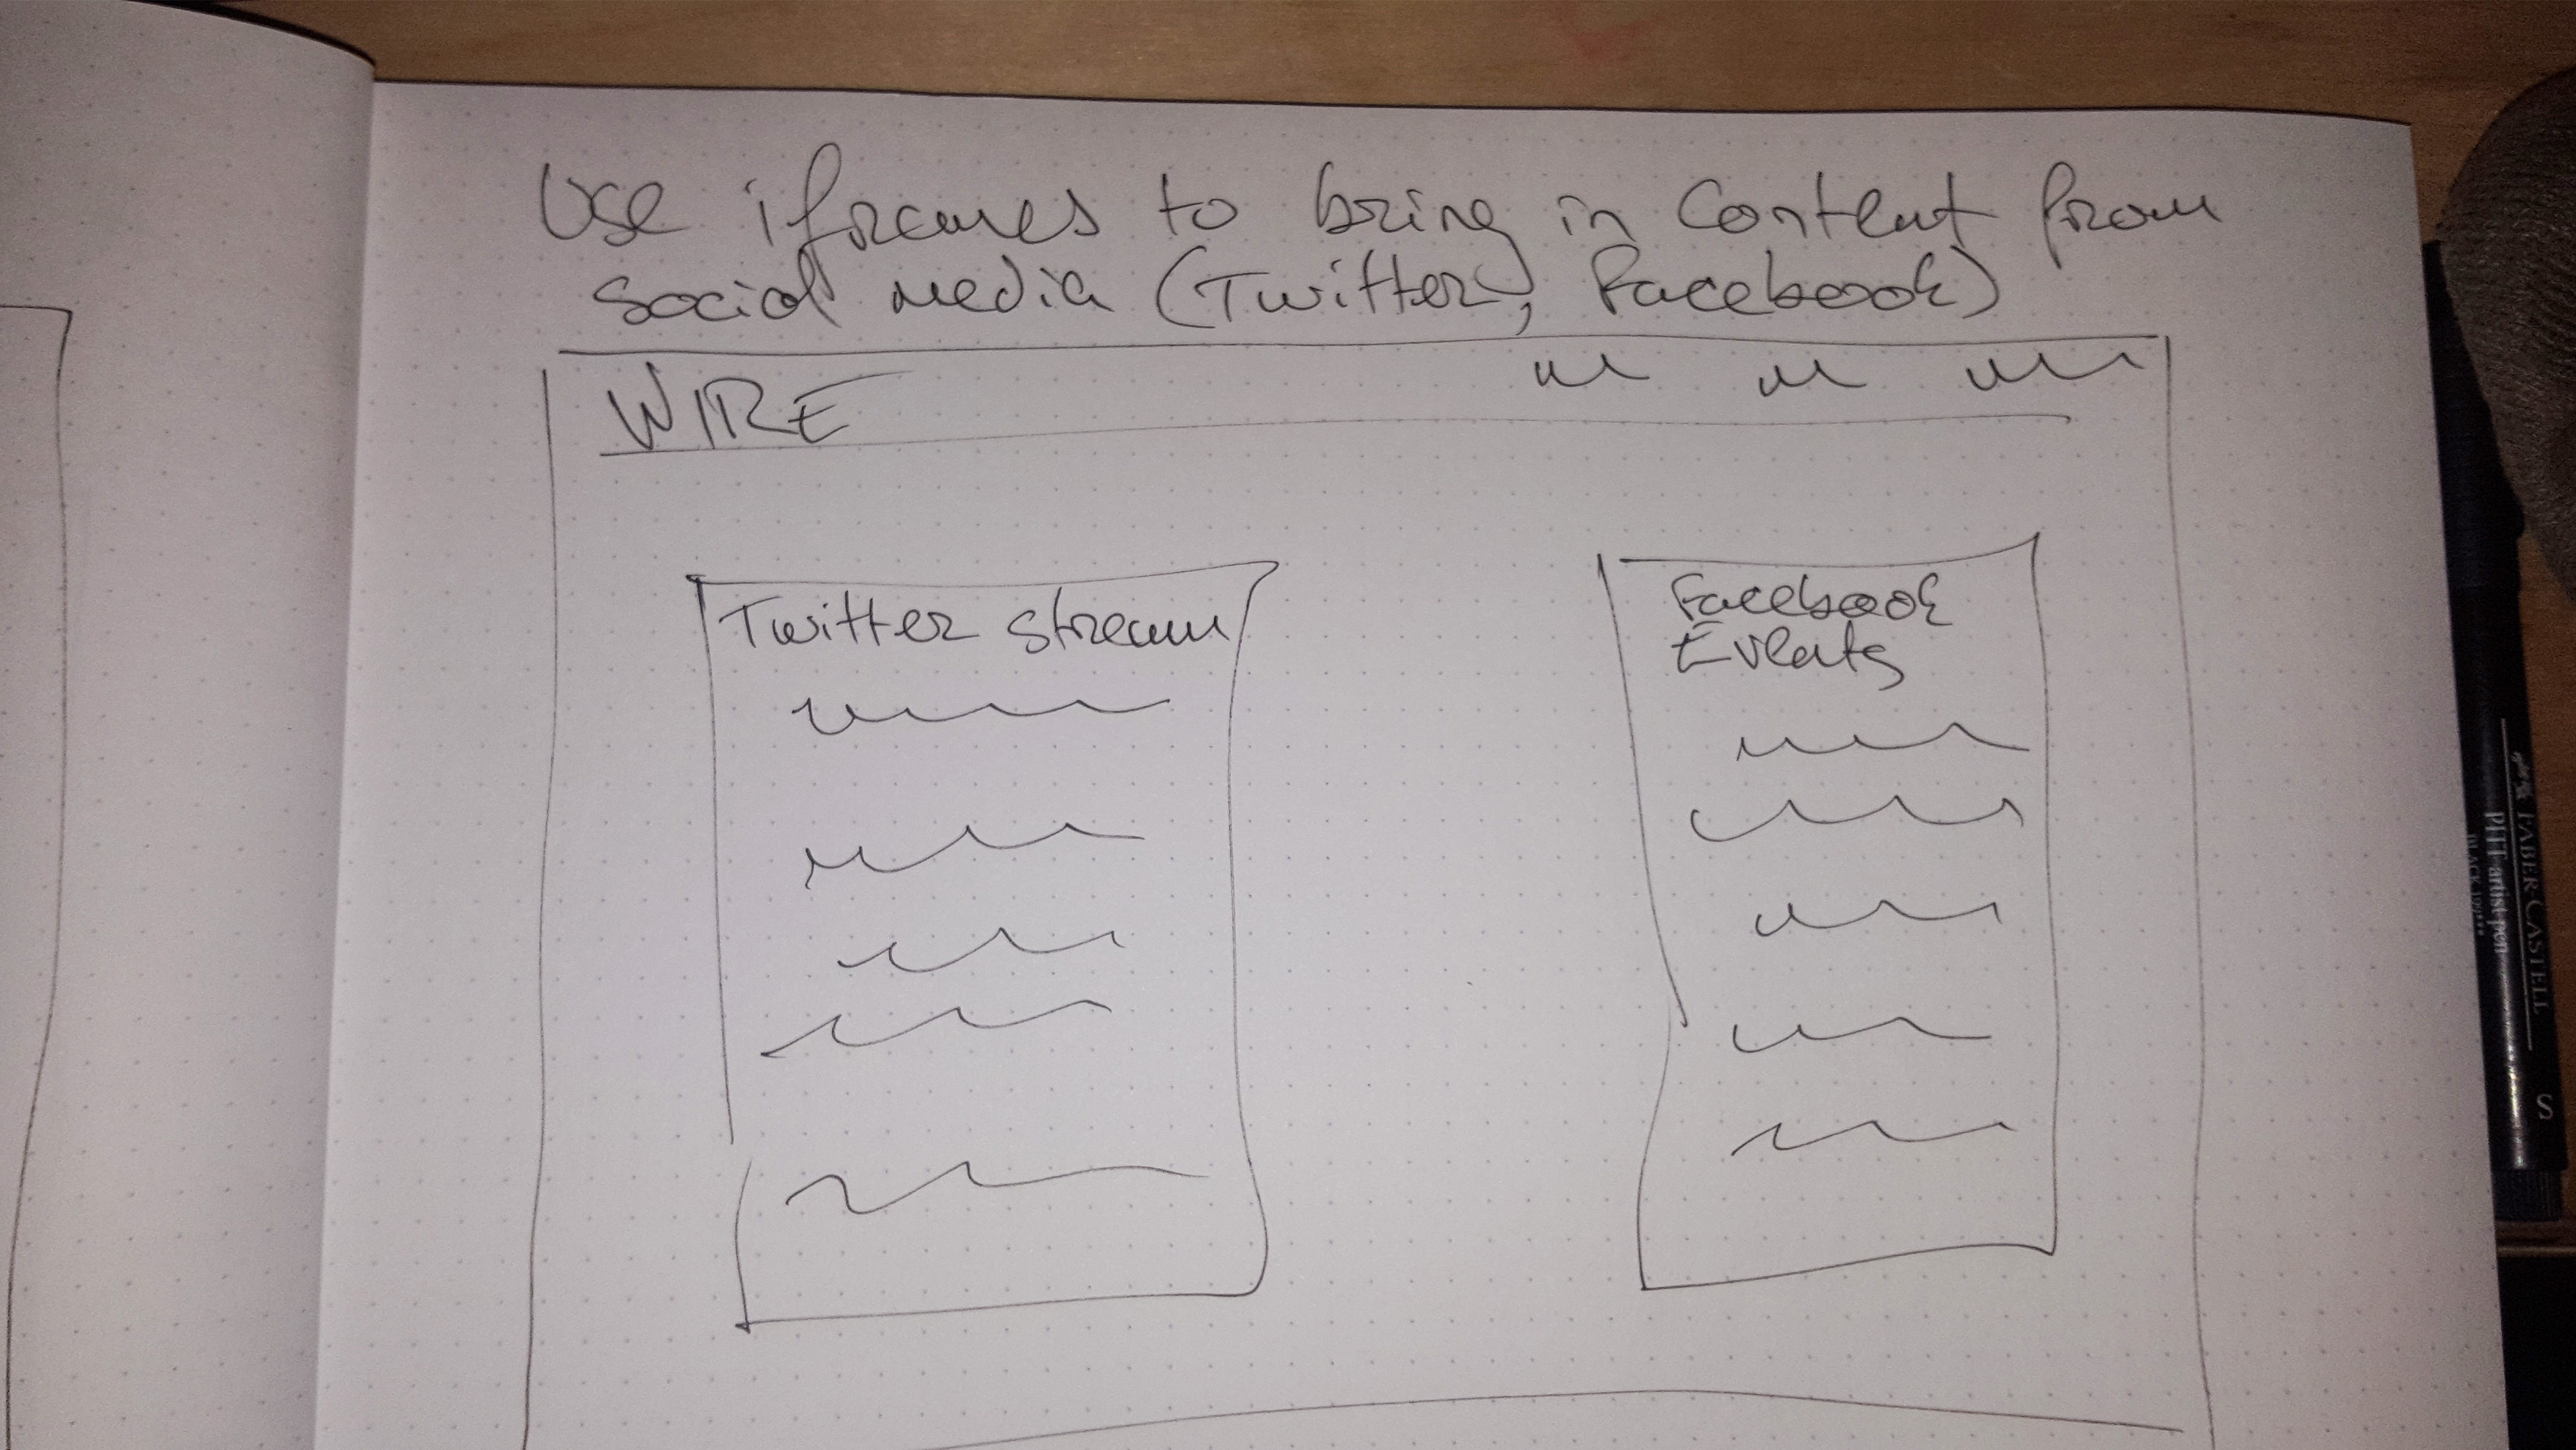 Use iframes to bring in content from
social media (Twitter, Facebook)
WIRE
Twitter stream
Facebook
Events
FABER-CASTELL
PITT artist pen
BLACK
S